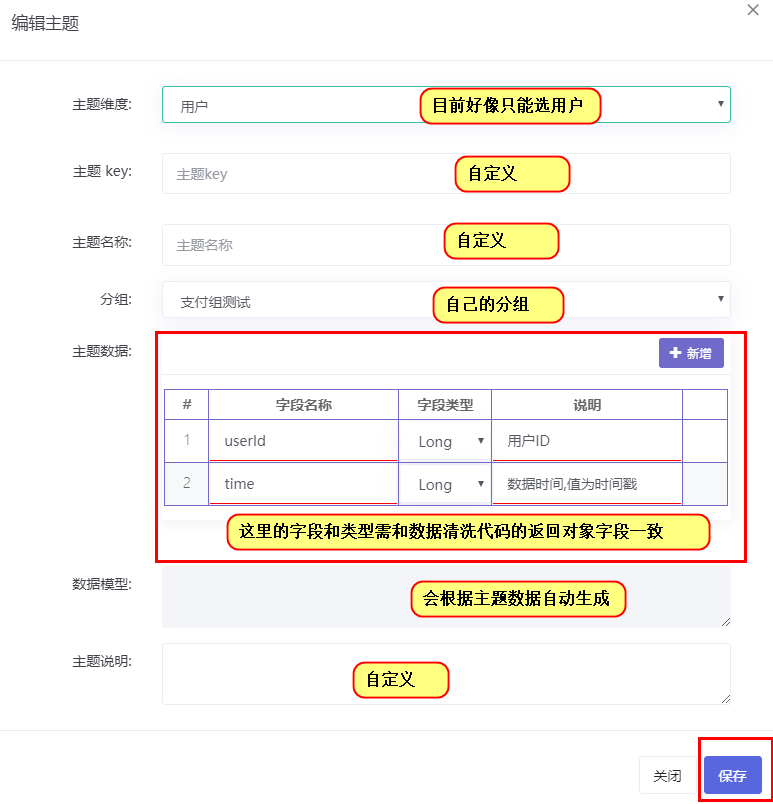 编辑主题
主题维度: 用户 目前好像只能选用户
主题 key: 主题key 自定义
主题名称: 主题名称 自定义
分组: 支付组测试 自己的分组
主题数据: 新增
# 字段名称 字段类型 说明
1 userId Long 用户ID
2 time Long 数据时间,值为时间戳
这里的字段和类型需和数据清洗代码的返回对象字段一致
数据模型: 会根据主题数据自动生成
主题说明: 自定义
关闭 保存